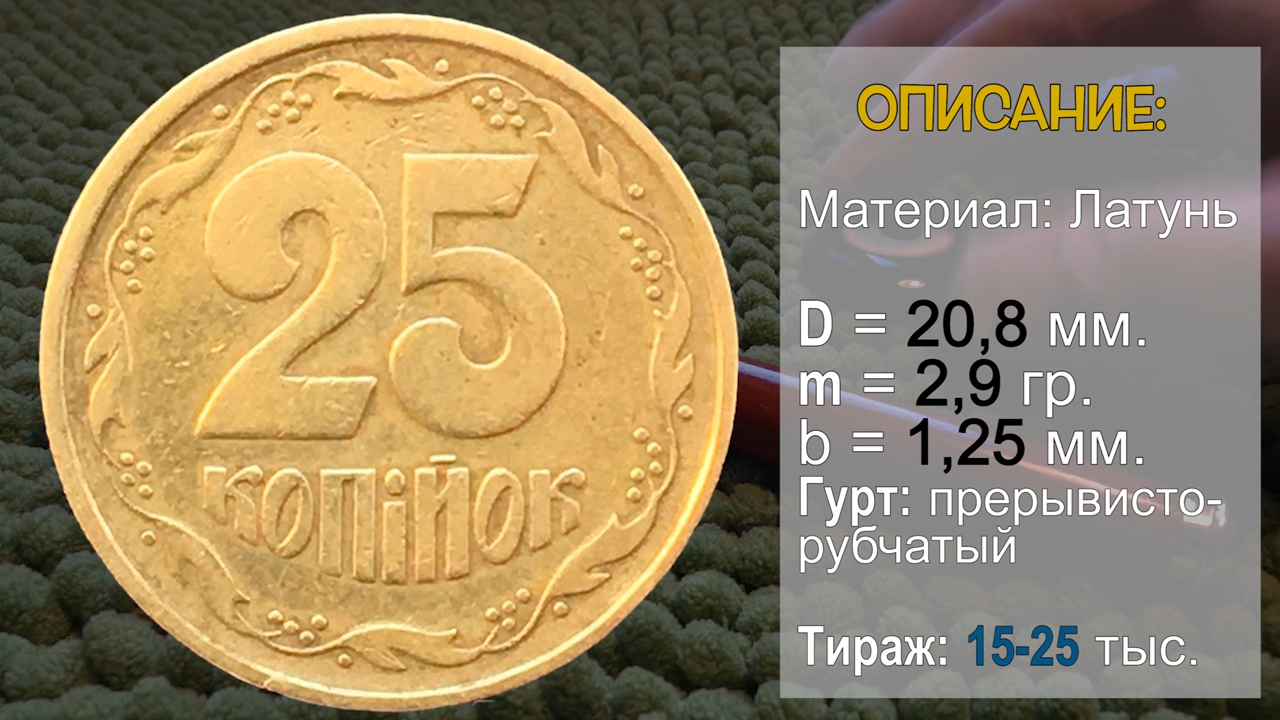 25
КОПІЙОК
ОПИСАНИЕ:
Материал: Латунь
D = 20,8 мм.
m = 2,9 гр.
b = 1,25 мм.
Гурт: прерывисто-
рубчатый
Тираж: 15-25 тыс.